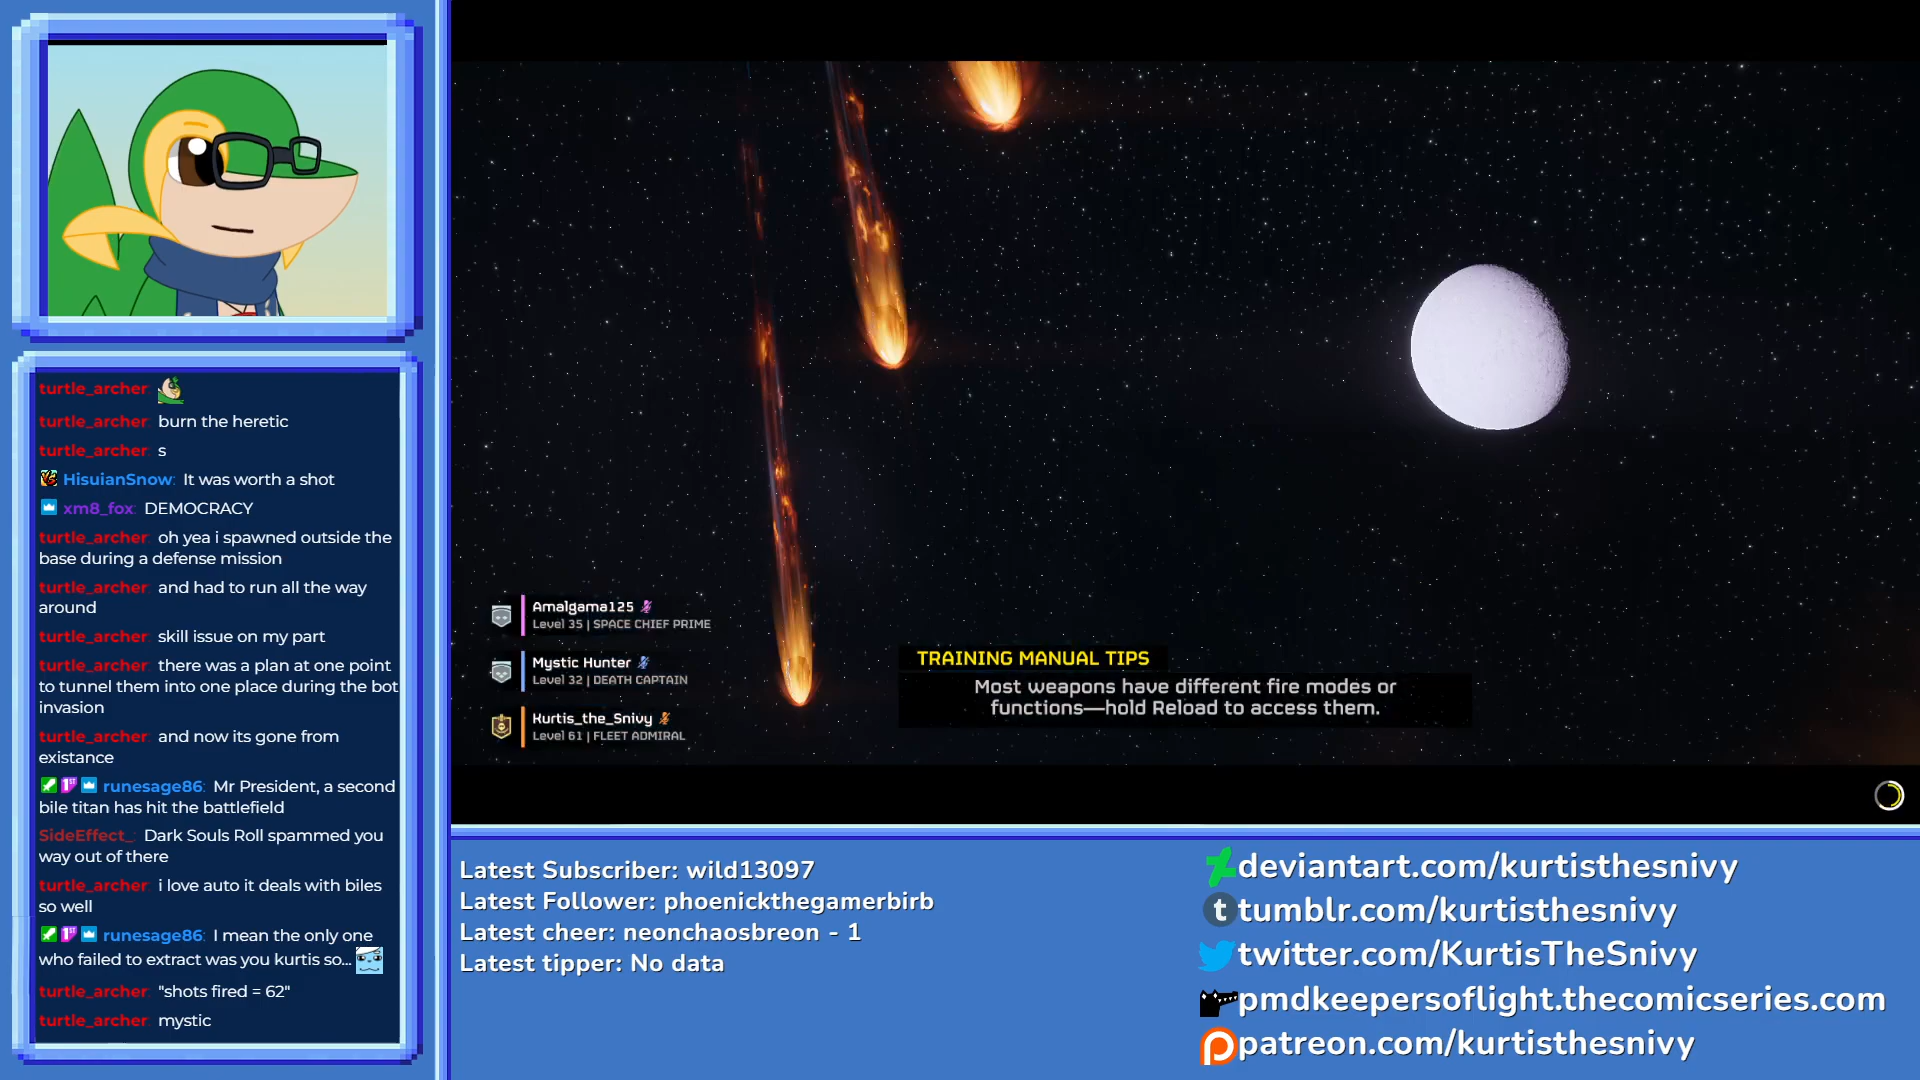 turtle_archer:
turtle_archer: burn the heretic
turtle_archer: s
HisuianSnow: It was worth a shot
xm8_fox: DEMOCRACY
turtle_archer: oh yea i spawned outside the
base during a defense mission
turtle_archer: and had to run all the way
around
turtle_archer: skill issue on my part
turtle_archer: there was a plan at one point
to tunnel them into one place during the bot
invasion
turtle_archer: and now its gone from
existance
1ST runesage86: Mr President, a second
bile titan has hit the battlefield
SideEffect_: Dark Souls Roll spammed you
way out of there
turtle_archer: i love auto it deals with biles
so well
1ST runesage86: I mean the only one
who failed to extract was you kurtis so...
turtle_archer: "shots fired = 62"
turtle_archer: mystic
Amalgama125
Level 35 | SPACE CHIEF PRIME
Mystic Hunter
Level 32 | DEATH CAPTAIN
Kurtis_the_Snivy
Level 61 | FLEET ADMIRAL
TRAINING MANUAL TIPS
Most weapons have different fire modes or
functions—hold Reload to access them.
Latest Subscriber: wild13097
Latest Follower: phoenickthegamerbirb
Latest cheer: neonchaosbreon - 1
Latest tipper: No data
deviantart.com/kurtisthesnivy
tumblr.com/kurtisthesnivy
twitter.com/KurtisTheSnivy
pmdkeepersoflight.thecomicseries.com
patreon.com/kurtisthesnivy